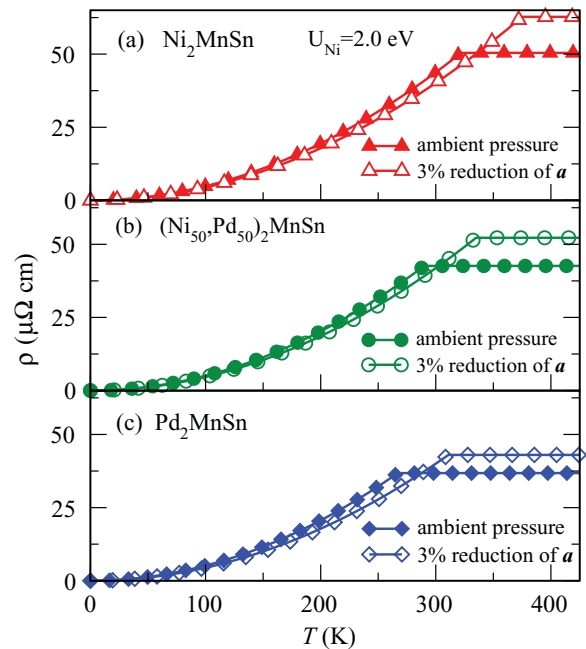 (a) Ni₂MnSn U_Ni=2.0 eV
50
25
0
ambient pressure
3% reduction of a
(b) (Ni₅₀,Pd₅₀)₂MnSn
50
25
0
ambient pressure
3% reduction of a
ρ (μΩ cm)
(c) Pd₂MnSn
50
25
0
ambient pressure
3% reduction of a
0 100 200 300 400
T (K)